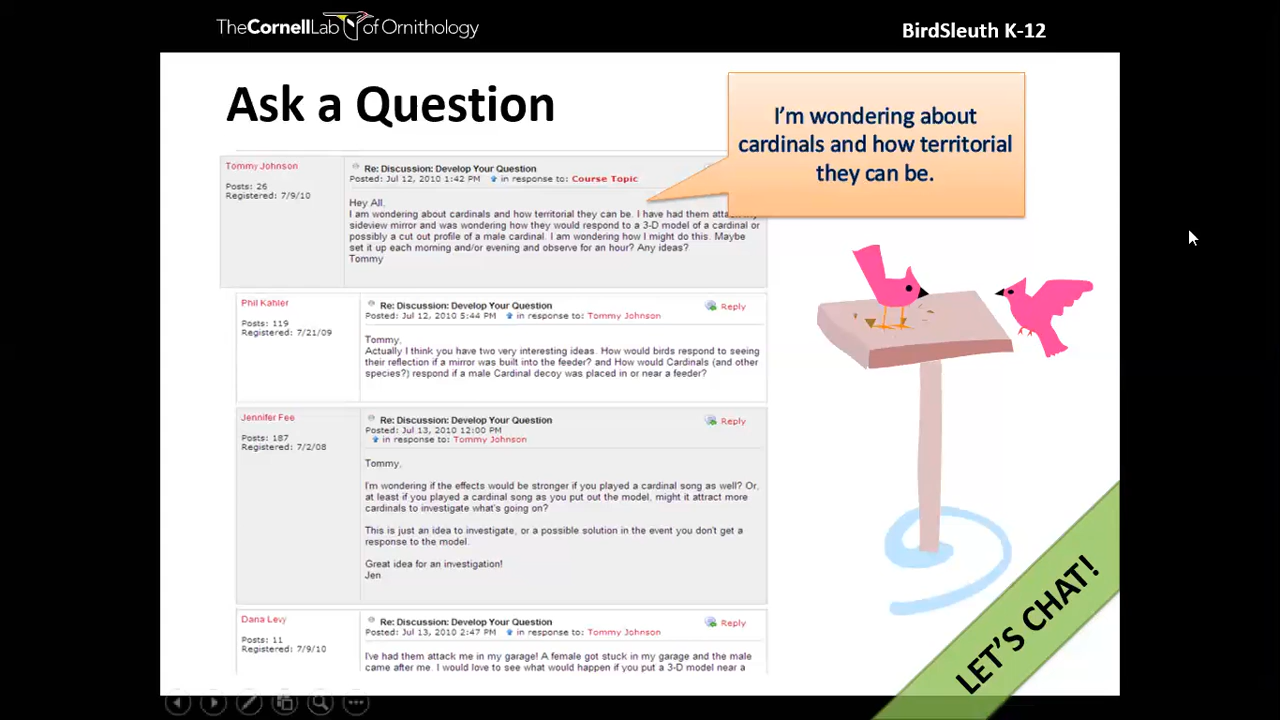 TheCornellLab of Ornithology
BirdSleuth K-12
Ask a Question
I'm wondering about
cardinals and how territorial
they can be.
Tommy Johnson
Posts: 26
Registered: 7/9/10
Re: Discussion: Develop Your Question
Posted: Jul 12, 2010 1:42 PM in response to: Course Topic
Hey All,
I am wondering about cardinals and how territorial they can be. I have had them attack my
sideview mirror and was wondering how they would respond to a 3-D model of a cardinal or
possibly a cut out profile of a male cardinal. I am wondering how I might do this. Maybe
set it up each morning and/or evening and observe for an hour? Any ideas?
Tommy
Phil Kahler
Posts: 119
Registered: 7/21/09
Re: Discussion: Develop Your Question
Reply
Posted: Jul 12, 2010 5:44 PM in response to: Tommy Johnson
Tommy,
Actually I think you have two very interesting ideas. How would birds respond to seeing
their reflection if a mirror was built into the feeder? and How would Cardinals (and other
species?) respond if a male Cardinal decoy was placed in or near a feeder?
Jennifer Fee
Posts: 187
Registered: 7/2/08
Re: Discussion: Develop Your Question
Reply
Posted: Jul 13, 2010 12:00 PM
in response to: Tommy Johnson
Tommy,
I'm wondering if the effects would be stronger if you played a cardinal song as well? Or,
at least if you played a cardinal song as you put out the model, might it attract more
cardinals to investigate what's going on?
This is just an idea to investigate, or a possible solution in the event you don't get a
response to the model.
Great idea for an investigation!
Jen
Dana Levy
Posts: 11
Registered: 7/9/10
Re: Discussion: Develop Your Question
Reply
Posted: Jul 13, 2010 2:47 PM in response to: Tommy Johnson
I've had them attack me in my garage! A female got stuck in my garage and the male
came after me. I would love to see what would happen if you put a 3-D model near a
LET'S CHAT!